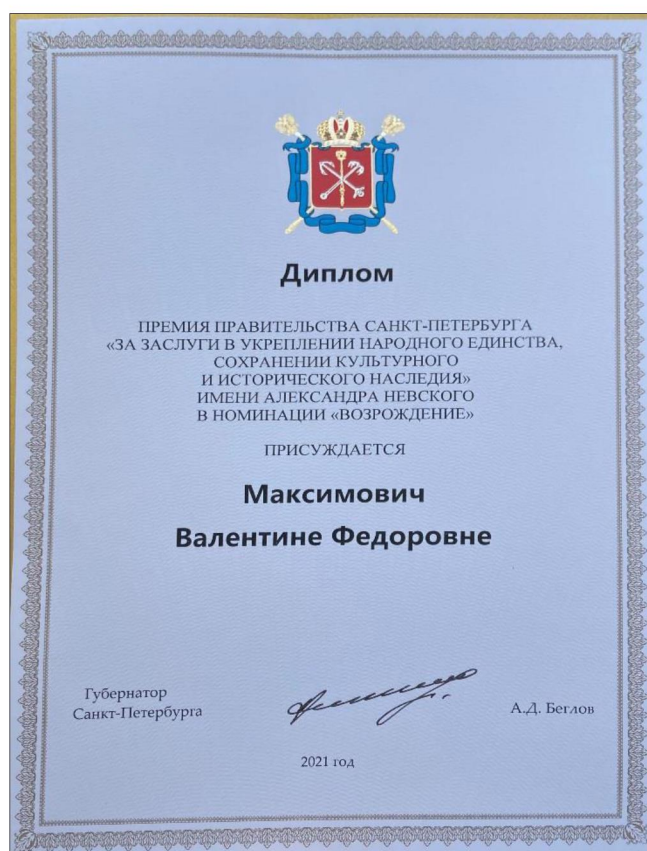 Диплом
ПРЕМИЯ ПРАВИТЕЛЬСТВА САНКТ-ПЕТЕРБУРГА
«ЗА ЗАСЛУГИ В УКРЕПЛЕНИИ НАРОДНОГО ЕДИНСТВА,
СОХРАНЕНИИ КУЛЬТУРНОГО
И ИСТОРИЧЕСКОГО НАСЛЕДИЯ»
ИМЕНИ АЛЕКСАНДРА НЕВСКОГО
В НОМИНАЦИИ «ВОЗРОЖДЕНИЕ»
ПРИСУЖДАЕТСЯ
Максимович
Валентине Федоровне
Губернатор
Санкт-Петербурга
А.Д. Беглов
2021 год